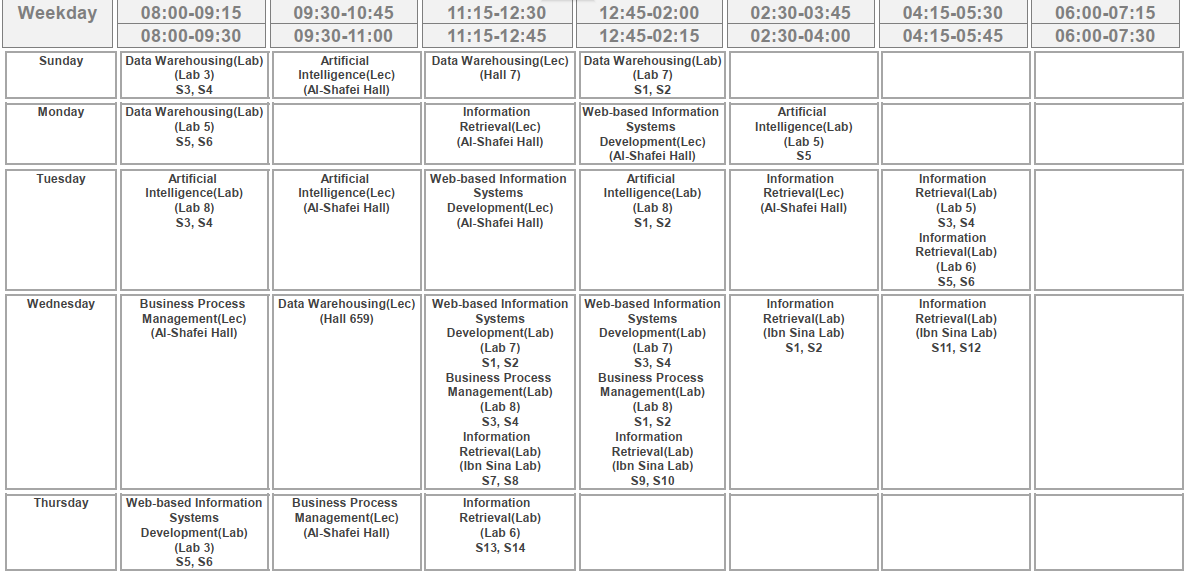 Weekday
08:00-09:15
09:30-10:45
11:15-12:30
12:45-02:00
02:30-03:45
04:15-05:30
06:00-07:15
08:00-09:30
09:30-11:00
11:15-12:45
12:45-02:15
02:30-04:00
04:15-05:45
06:00-07:30
Sunday
Data Warehousing(Lab)
(Lab 3)
S3, S4
Artificial
Intelligence(Lec)
(Al-Shafei Hall)
Data Warehousing(Lec)
(Hall 7)
Data Warehousing(Lab)
(Lab 7)
S1, S2
Monday
Data Warehousing(Lab)
(Lab 5)
S5, S6
Information
Retrieval(Lec)
(Al-Shafei Hall)
Web-based Information
Systems
Development(Lec)
(Al-Shafei Hall)
Artificial
Intelligence(Lab)
(Lab 5)
S5
Tuesday
Artificial
Intelligence(Lab)
(Lab 8)
S3, S4
Artificial
Intelligence(Lec)
(Al-Shafei Hall)
Web-based Information
Systems
Development(Lec)
(Al-Shafei Hall)
Artificial
Intelligence(Lab)
(Lab 8)
S1, S2
Information
Retrieval(Lec)
(Al-Shafei Hall)
Information
Retrieval(Lab)
(Lab 5)
S3, S4
Information
Retrieval(Lab)
(Lab 6)
S5, S6
Wednesday
Business Process
Management(Lec)
(Al-Shafei Hall)
Data Warehousing(Lec)
(Hall 659)
Web-based Information
Systems
Development(Lab)
(Lab 7)
S1, S2
Business Process
Management(Lab)
(Lab 8)
S3, S4
Information
Retrieval(Lab)
(Ibn Sina Lab)
S7, S8
Web-based Information
Systems
Development(Lab)
(Lab 7)
S3, S4
Business Process
Management(Lab)
(Lab 8)
S1, S2
Information
Retrieval(Lab)
(Ibn Sina Lab)
S9, S10
Information
Retrieval(Lab)
(Ibn Sina Lab)
S1, S2
Information
Retrieval(Lab)
(Ibn Sina Lab)
S11, S12
Thursday
Web-based Information
Systems
Development(Lab)
(Lab 3)
S5, S6
Business Process
Management(Lec)
(Al-Shafei Hall)
Information
Retrieval(Lab)
(Lab 6)
S13, S14